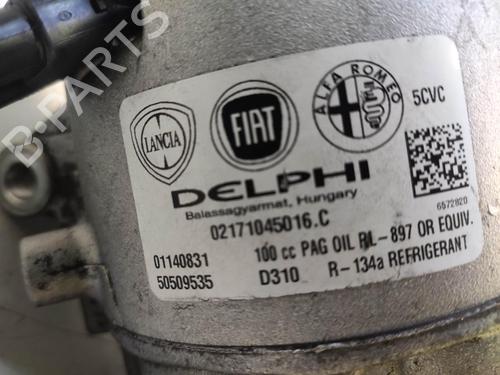 B-PARTS
LANCIA
FIAT
ALFA ROMEO
5CVC
DELPHI
Balassagyarmat, Hungary
6572820
02171045016.C
01140831
100 cc PAG OIL RL-897 OR EQUIV.
50509535
D310
R-134a REFRIGERANT